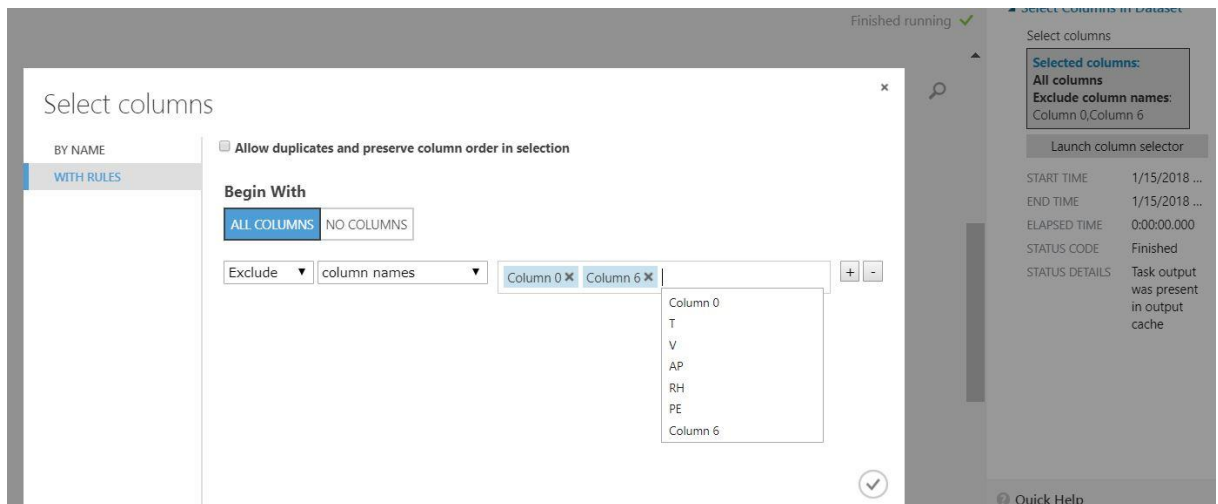 Finished running
Select Columns in Dataset
Select columns
Selected columns:
All columns
Exclude column names:
Column 0,Column 6
Launch column selector
START TIME 1/15/2018 ...
END TIME 1/15/2018 ...
ELAPSED TIME 0:00:00.000
STATUS CODE Finished
STATUS DETAILS Task output
was present
in output
cache
Quick Help
Select columns
BY NAME
WITH RULES
Allow duplicates and preserve column order in selection
Begin With
ALL COLUMNS NO COLUMNS
Exclude column names Column 0 Column 6 + -
Column 0
T
V
AP
RH
PE
Column 6